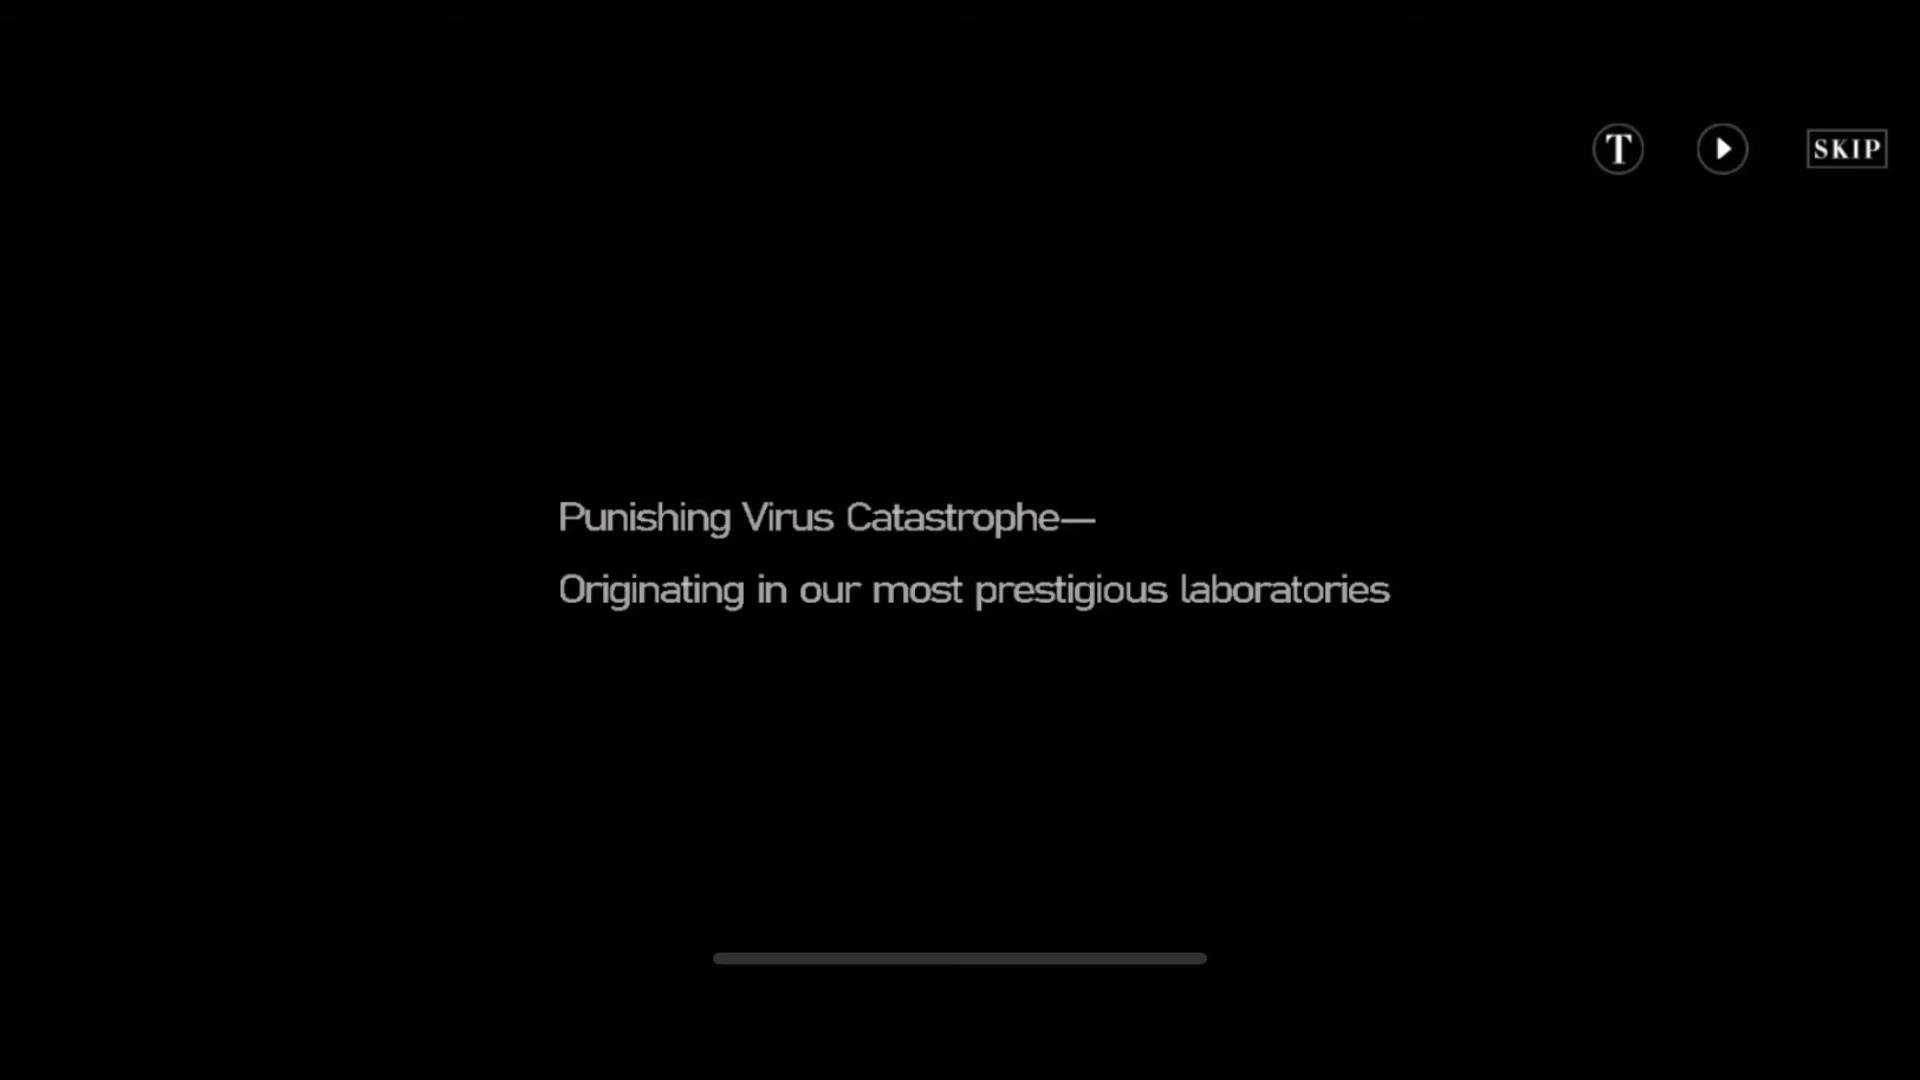 T
SKIP
Punishing Virus Catastrophe—
Originating in our most prestigious laboratories